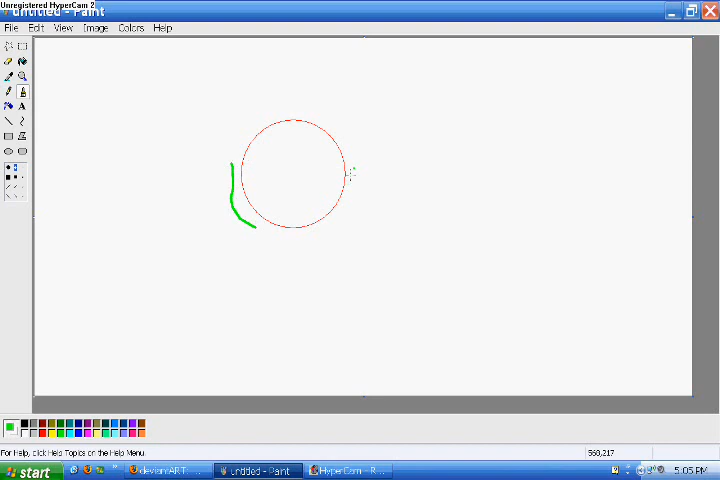 Unregistered HyperCam 2
untitled - Paint
File Edit View Image Colors Help
A
For Help, click Help Topics on the Help Menu.
560,217
start
deviantART: ...
untitled - Paint
HyperCam - R...
5:05 PM